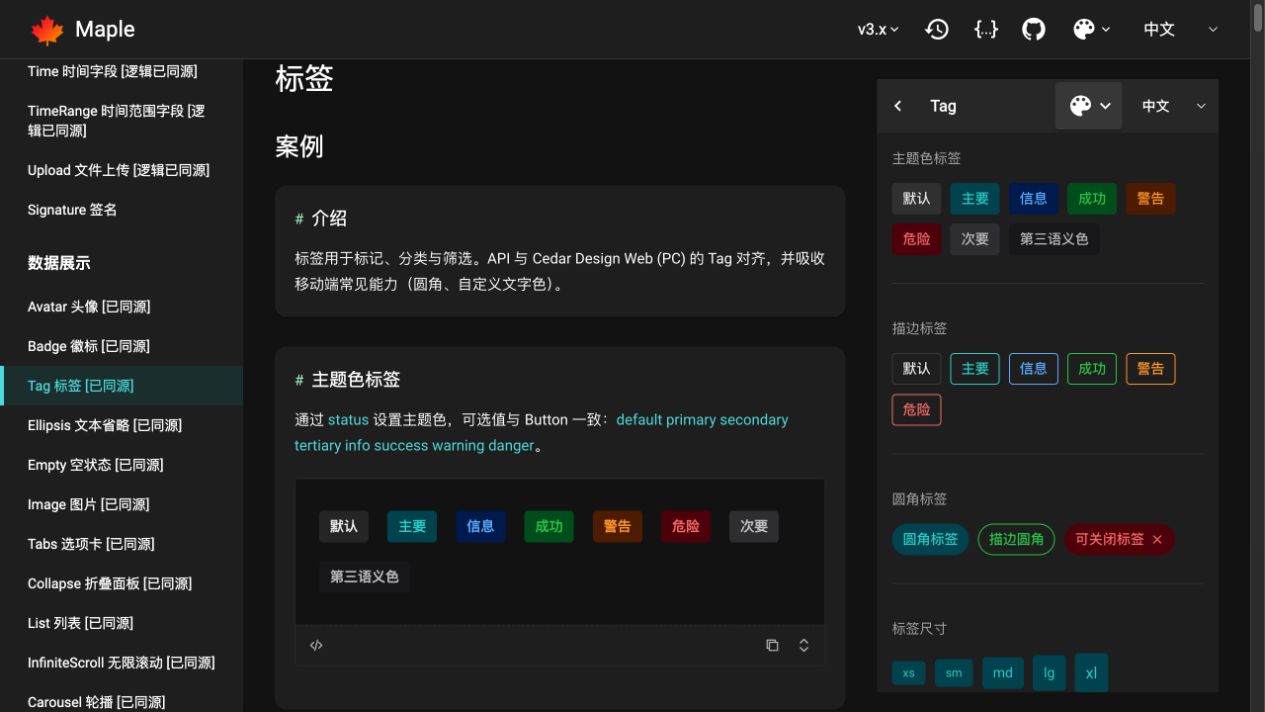 Maple
v3.x
中文
Time 时间字段 [逻辑已同源]
TimeRange 时间范围字段 [逻
辑已同源]
Upload 文件上传 [逻辑已同源]
Signature 签名
数据展示
Avatar 头像 [已同源]
Badge 徽标 [已同源]
Tag 标签 [已同源]
Ellipsis 文本省略 [已同源]
Empty 空状态 [已同源]
Image 图片 [已同源]
Tabs 选项卡 [已同源]
Collapse 折叠面板 [已同源]
List 列表 [已同源]
InfiniteScroll 无限滚动 [已同源]
Carousel 轮播 [已同源]
标签
案例
# 介绍
标签用于标记、分类与筛选。API 与 Cedar Design Web (PC) 的 Tag 对齐，并吸收
移动端常见能力（圆角、自定义文字色）。
# 主题色标签
通过 status 设置主题色，可选值与 Button 一致：default primary secondary
tertiary info success warning danger。
默认 主要 信息 成功 警告 危险 次要
第三语义色
Tag
中文
主题色标签
默认 主要 信息 成功 警告
危险 次要 第三语义色
描边标签
默认 主要 信息 成功 警告
危险
圆角标签
圆角标签 描边圆角 可关闭标签 ×
标签尺寸
xs sm md lg xl